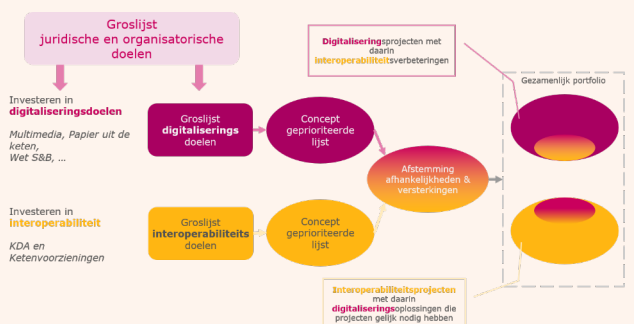 Groslijst
juridische en organisatorische
doelen
Digitaliseringsprojecten met
daarin
interoperabiliteitsverbeteringen
Gezamenlijk portfolio
Investeren in
digitaliseringsdoelen
Multimedia, Papier uit de
keten,
Wet S&B, ...
Groslijst
digitaliserings
doelen
Concept
geprioriteerde
lijst
Afstemming
afhankelijkheden &
versterkingen
Investeren in
Interoperabiliteit
KDA en
Ketenvoorzieningen
Groslijst
interoperabiliteits
doelen
Concept
geprioriteerde
lijst
Interoperabiliteitsprojecten
met daarin
digitaliseringsoplossingen die
projecten gelijk nodig hebben